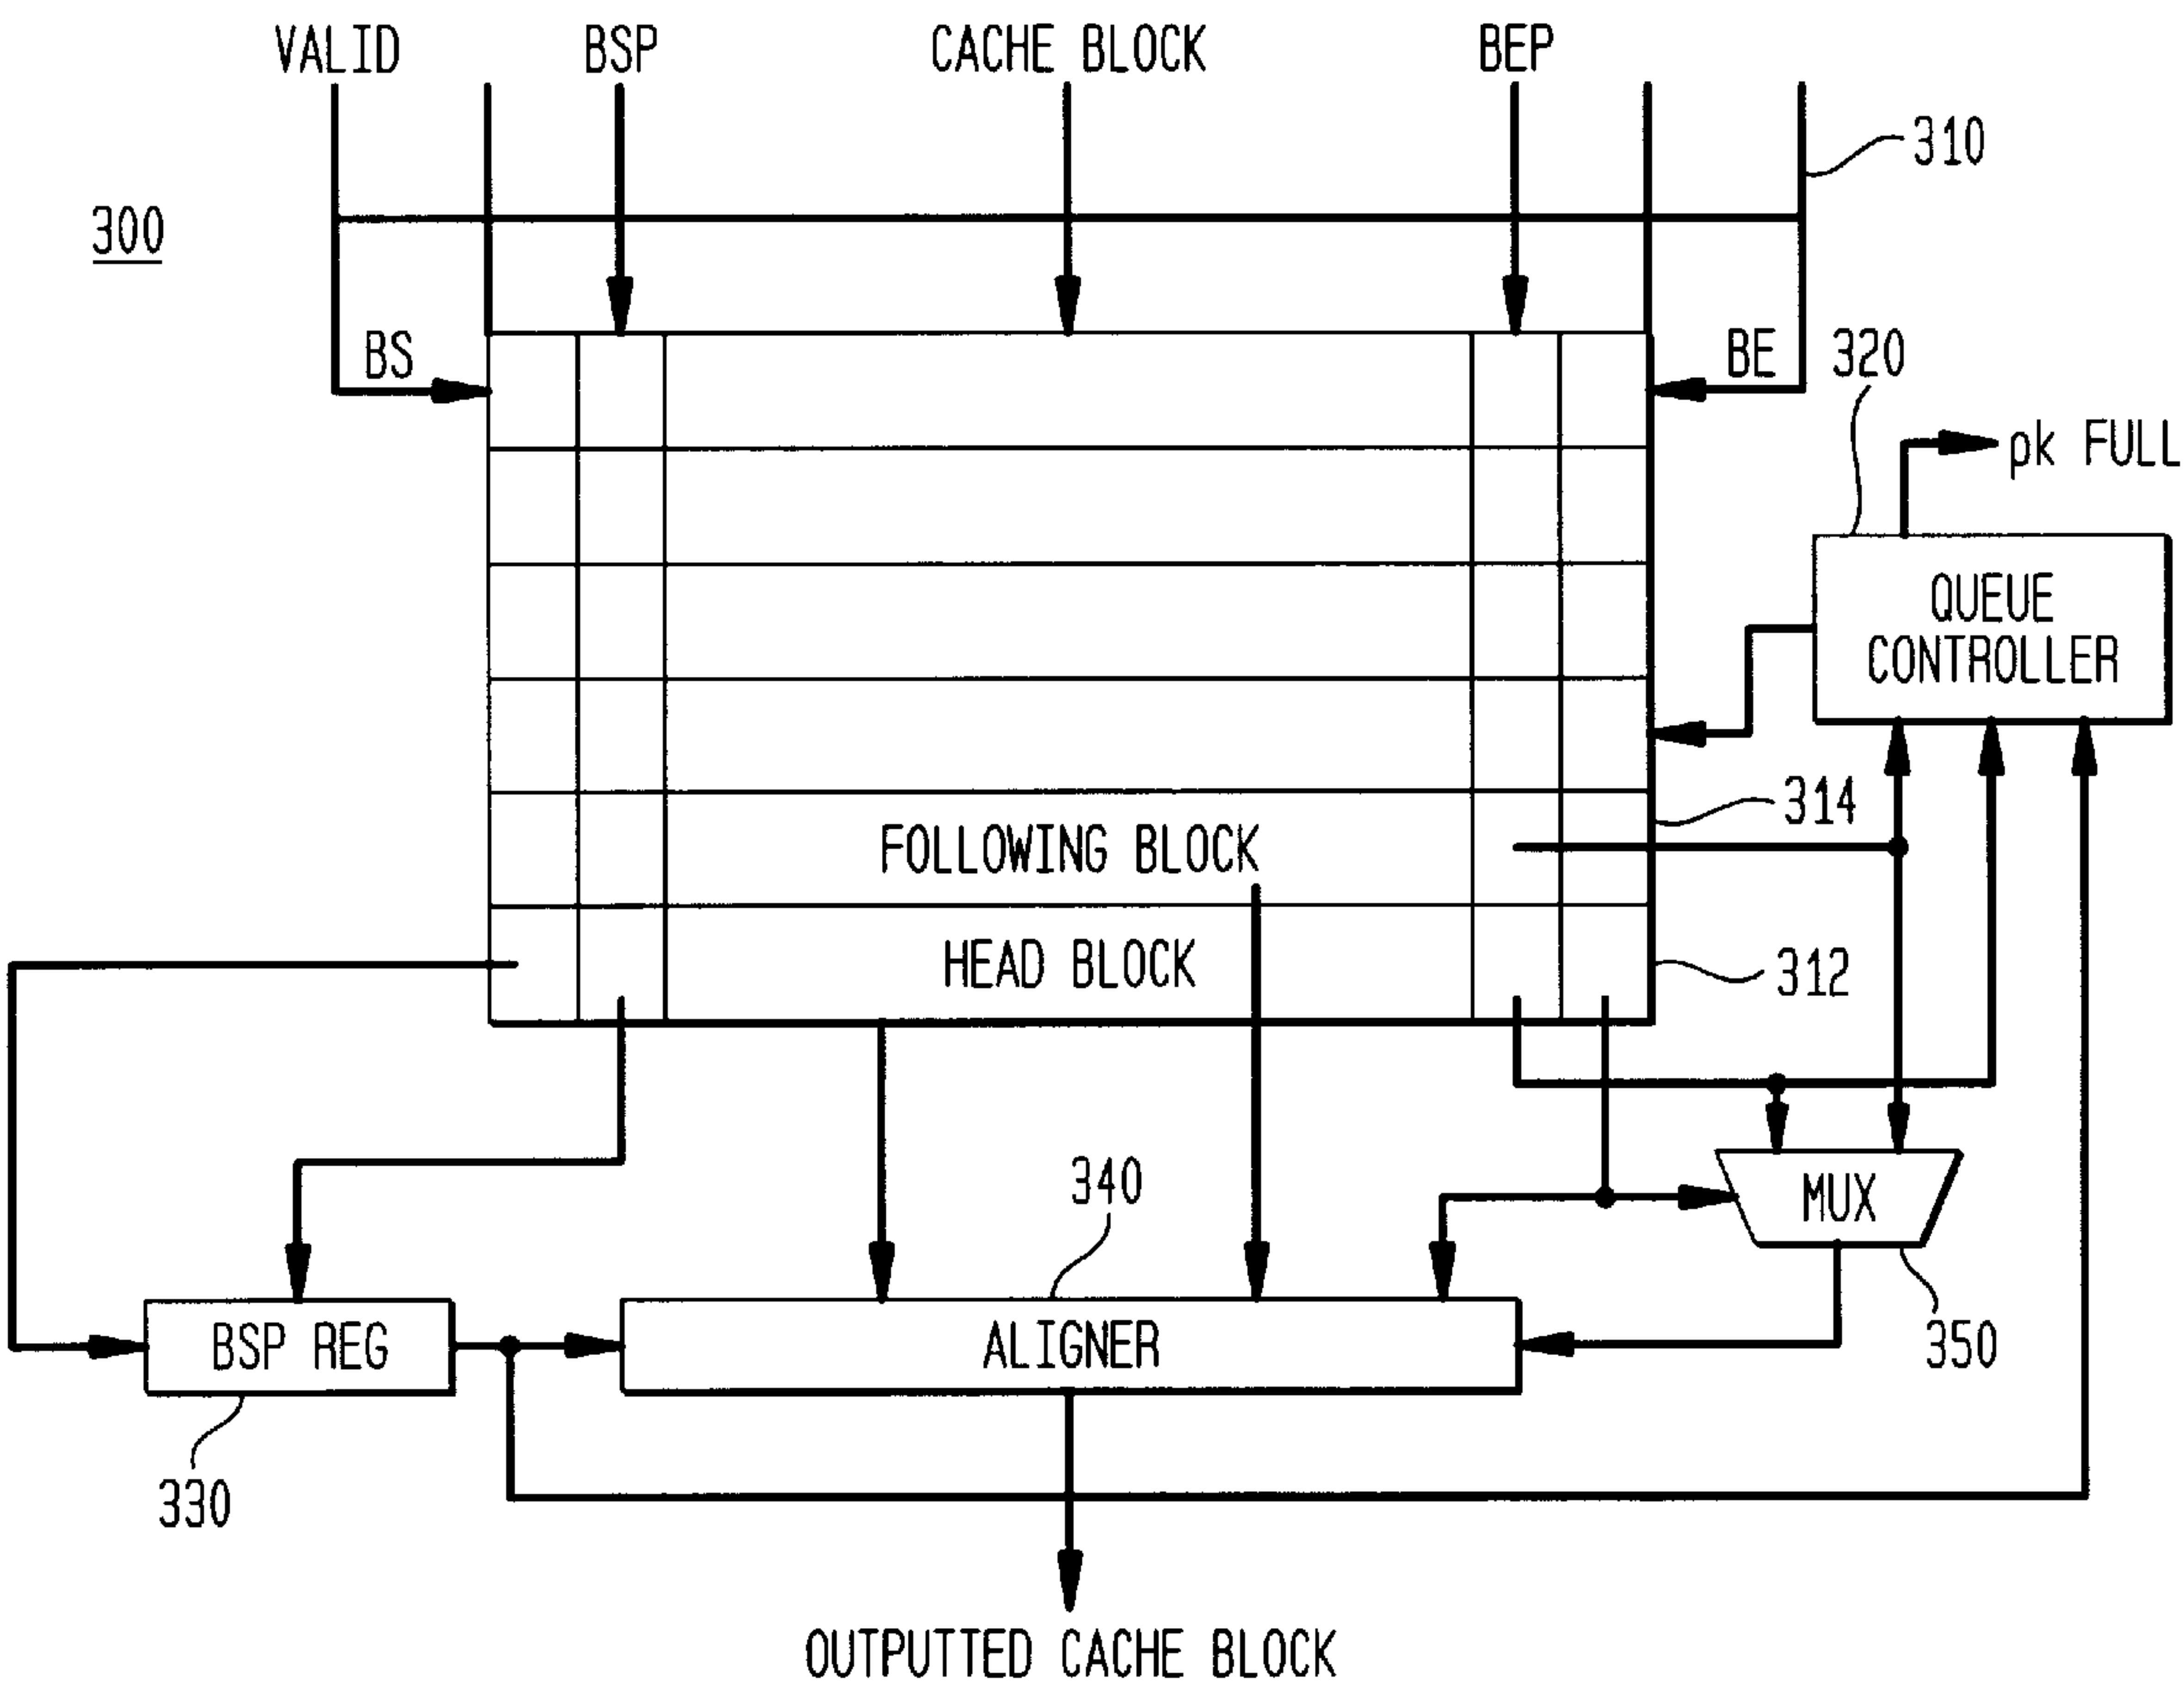 VALID BSP CACHE BLOCK BEP
310
300
BS BE 320
pk FULL
QUEUE
CONTROLLER
314
FOLLOWING BLOCK
HEAD BLOCK 312
340 MUX
BSP REG ALIGNER 350
330
OUTPUTTED CACHE BLOCK